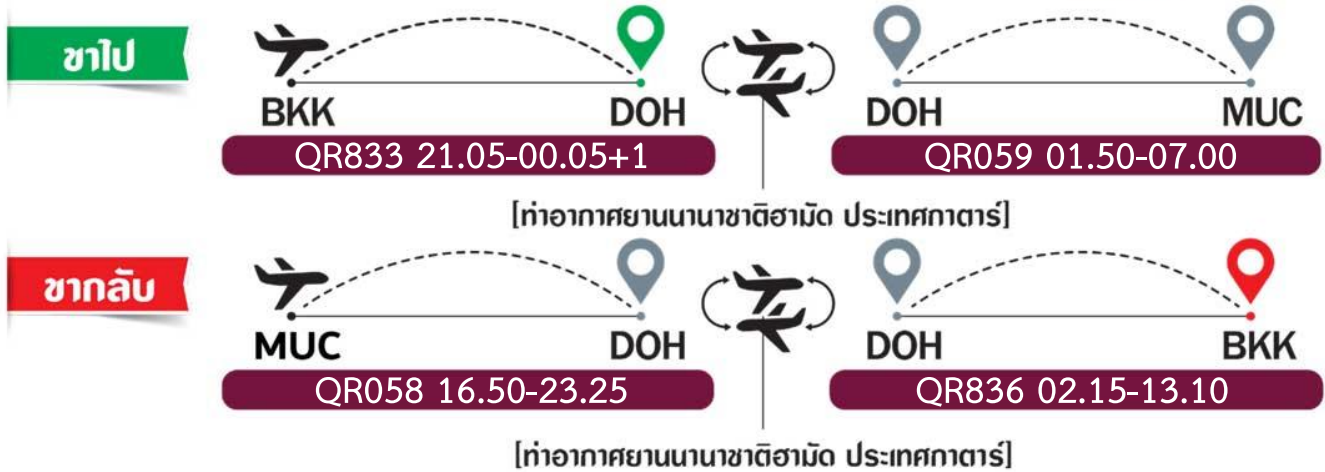 ขาไป
BKK DOH DOH MUC
QR833 21.05-00.05+1 QR059 01.50-07.00
[ท่าอากาศยานนานาชาติฮามัด ประเทศกาตาร์]
ขากลับ
MUC DOH DOH BKK
QR058 16.50-23.25 QR836 02.15-13.10
[ท่าอากาศยานนานาชาติฮามัด ประเทศกาตาร์]